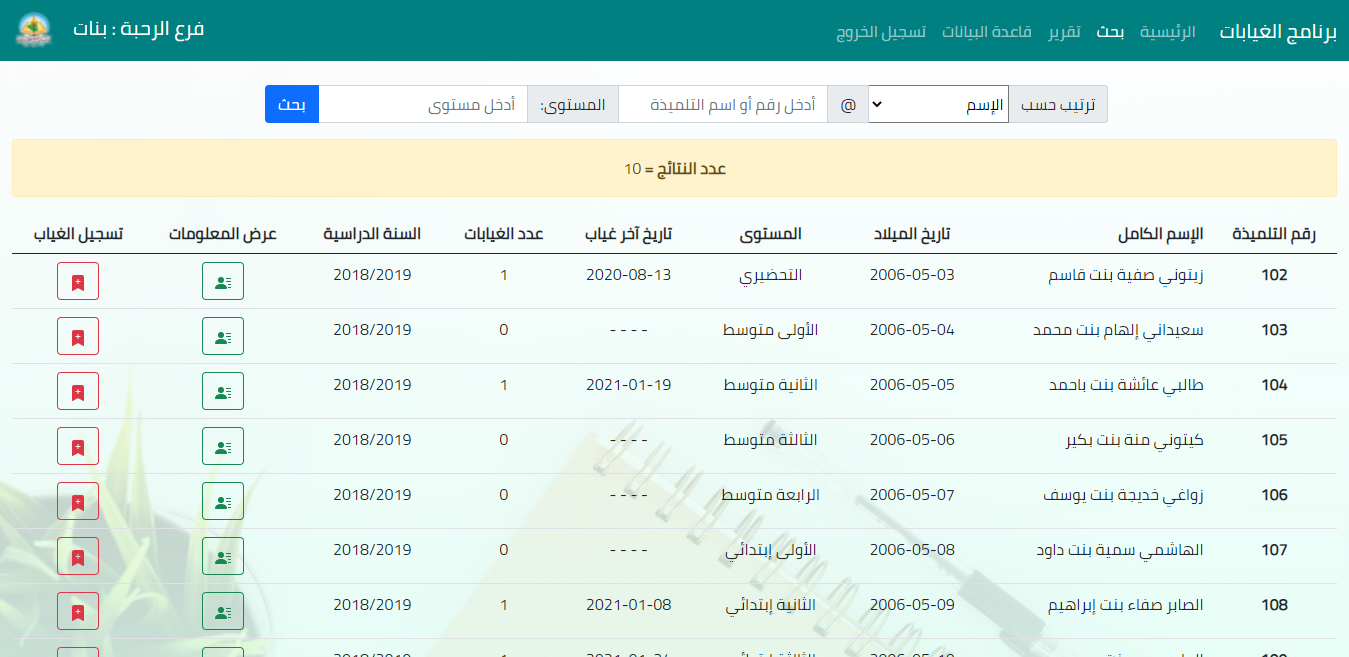 برنامج الغيابات الرئيسية بحث تقرير قاعدة البيانات تسجيل الخروج فرع الرحبة : بنات
ترتيب حسب الإسم @ أدخل رقم أو اسم التلميذة المستوى: أدخل مستوى بحث
عدد النتائج = 10
رقم التلميذة الإسم الكامل تاريخ الميلاد المستوى تاريخ آخر غياب عدد الغيابات السنة الدراسية عرض المعلومات تسجيل الغياب
102 زيتوني صفية بنت قاسم 2006-05-03 التحضيري 2020-08-13 1 2018/2019
103 سعيداني إلهام بنت محمد 2006-05-04 الأولى متوسط - - - - 0 2018/2019
104 طالبي عائشة بنت باحمد 2006-05-05 الثانية متوسط 2021-01-19 1 2018/2019
105 كيتوني منة بنت بكير 2006-05-06 الثالثة متوسط - - - - 0 2018/2019
106 زواغي خديجة بنت يوسف 2006-05-07 الرابعة متوسط - - - - 0 2018/2019
107 الهاشمي سمية بنت داود 2006-05-08 الأولى إبتدائي - - - - 0 2018/2019
108 الصابر صفاء بنت إبراهيم 2006-05-09 الثانية إبتدائي 2021-01-08 1 2018/2019